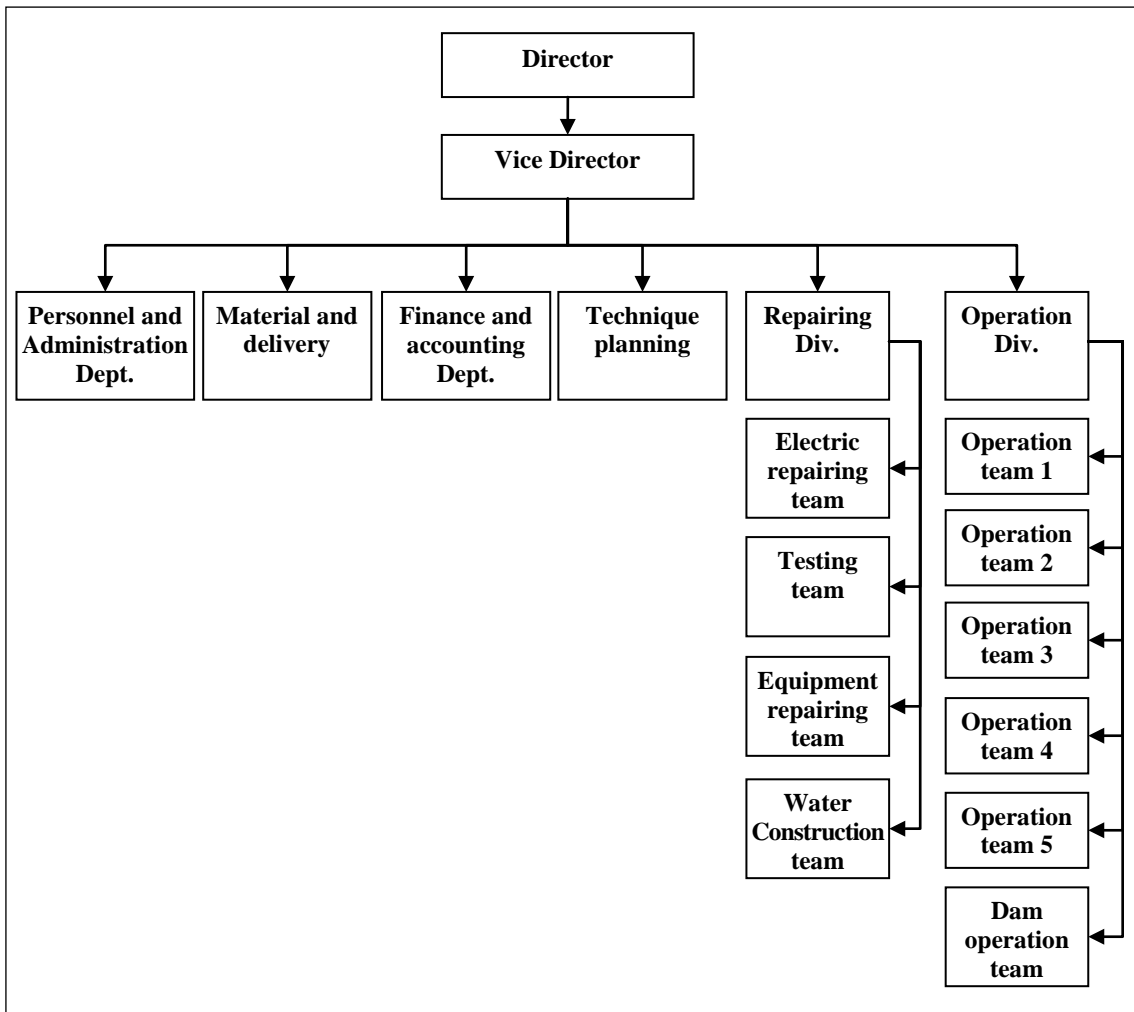 Director
Vice Director
Personnel and
Administration
Dept.
Material and
delivery
Finance and
accounting
Dept.
Technique
planning
Repairing
Div.
Operation
Div.
Electric
repairing
team
Testing
team
Equipment
repairing
team
Water
Construction
team
Operation
team 1
Operation
team 2
Operation
team 3
Operation
team 4
Operation
team 5
Dam
operation
team